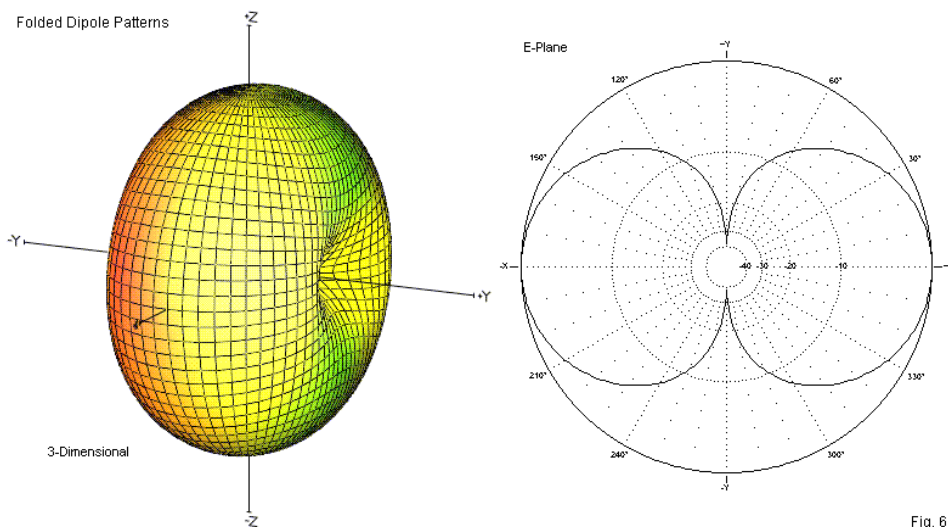 Folded Dipole Patterns
+Z
-Y
+Y
3-Dimensional
-Z
E-Plane
-Y
120°
60°
150°
30°
-X
-40
-30
-20
-10
210°
330°
240°
300°
-Y
Fig. 6